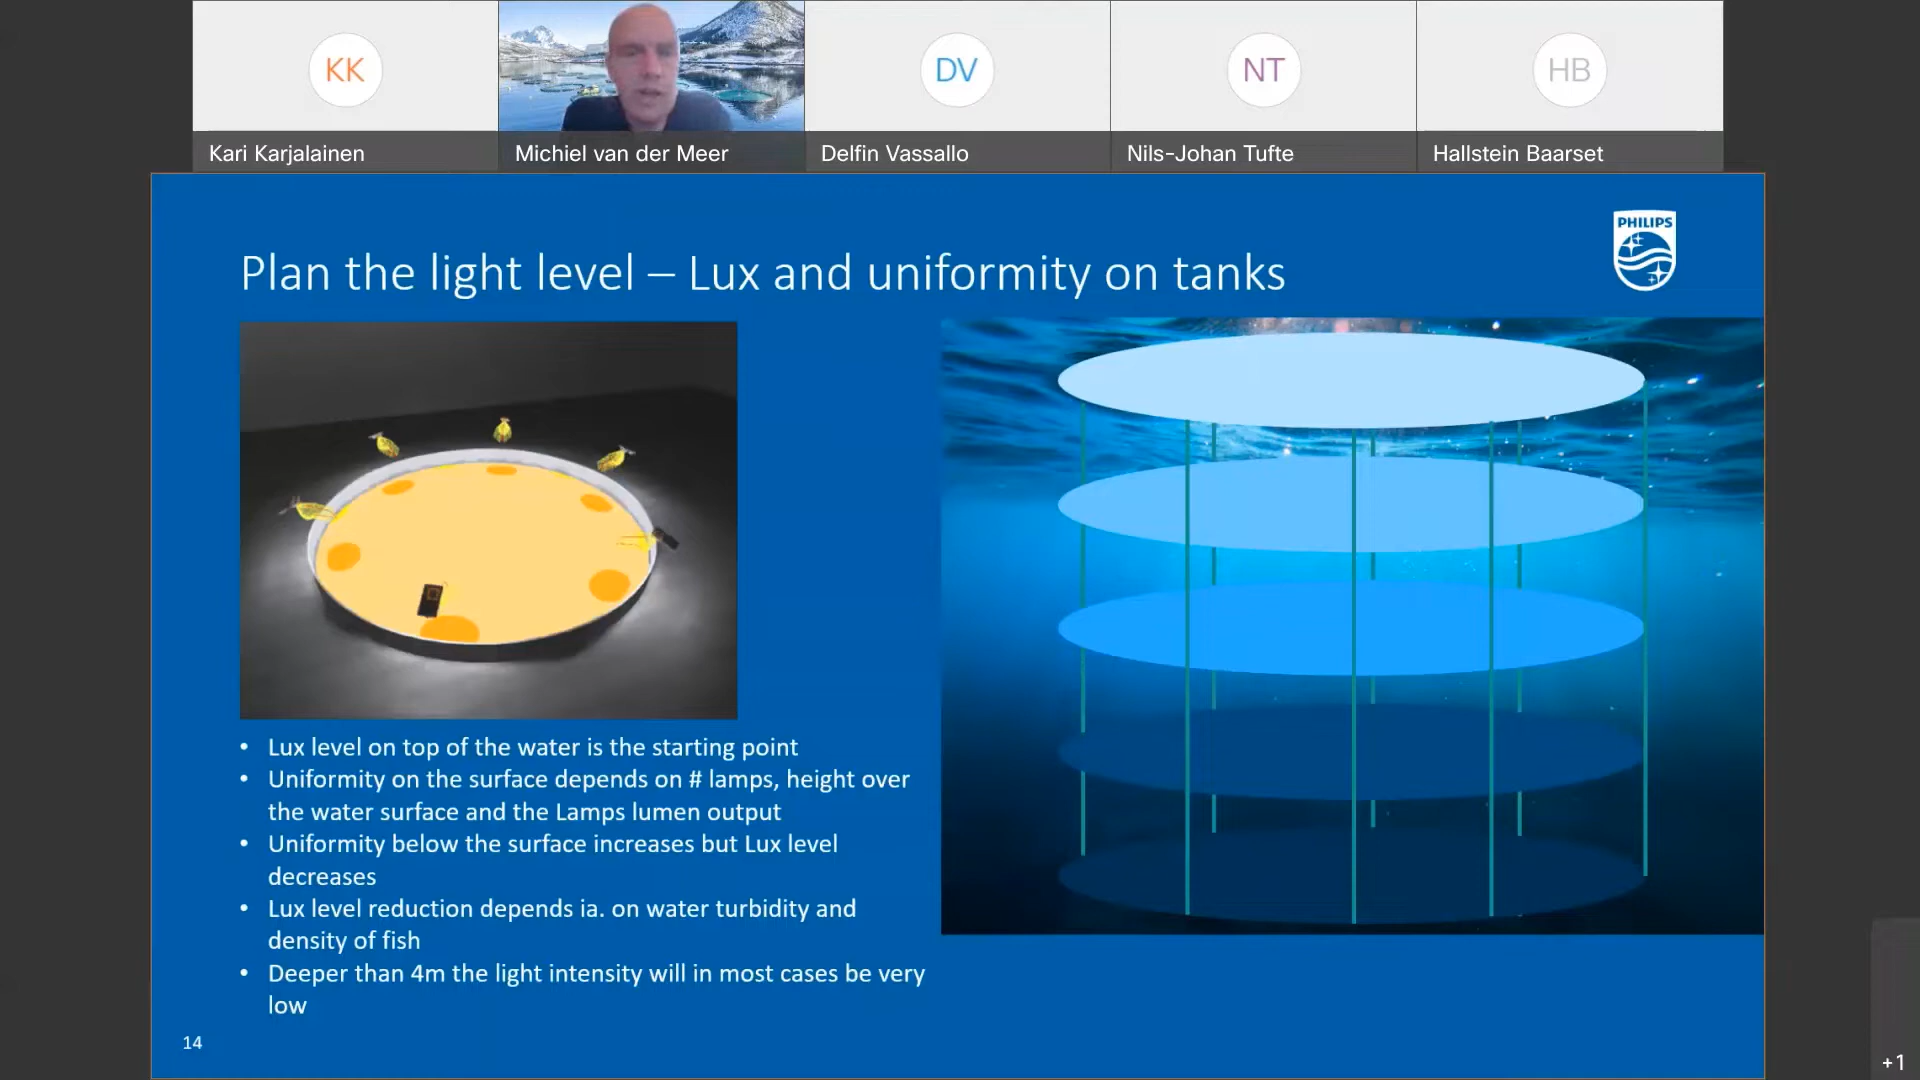 KK
DV
NT
HB
Kari Karjalainen
Michiel van der Meer
Delfin Vassallo
Nils-Johan Tufte
Hallstein Baarset
PHILIPS
Plan the light level – Lux and uniformity on tanks
• Lux level on top of the water is the starting point
• Uniformity on the surface depends on # lamps, height over
the water surface and the Lamps lumen output
• Uniformity below the surface increases but Lux level
decreases
• Lux level reduction depends ia. on water turbidity and
density of fish
• Deeper than 4m the light intensity will in most cases be very
low
14
+1